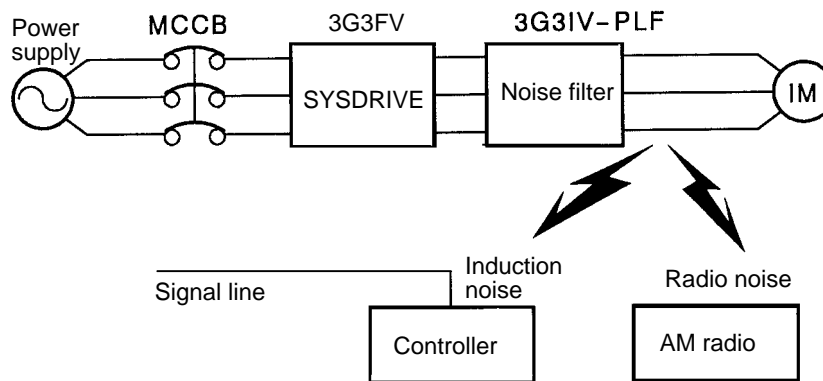 Power
supply
MCCB
3G3FV
3G3IV-PLF
SYSDRIVE
Noise filter
IM
Induction
noise
Radio noise
Signal line
Controller
AM radio